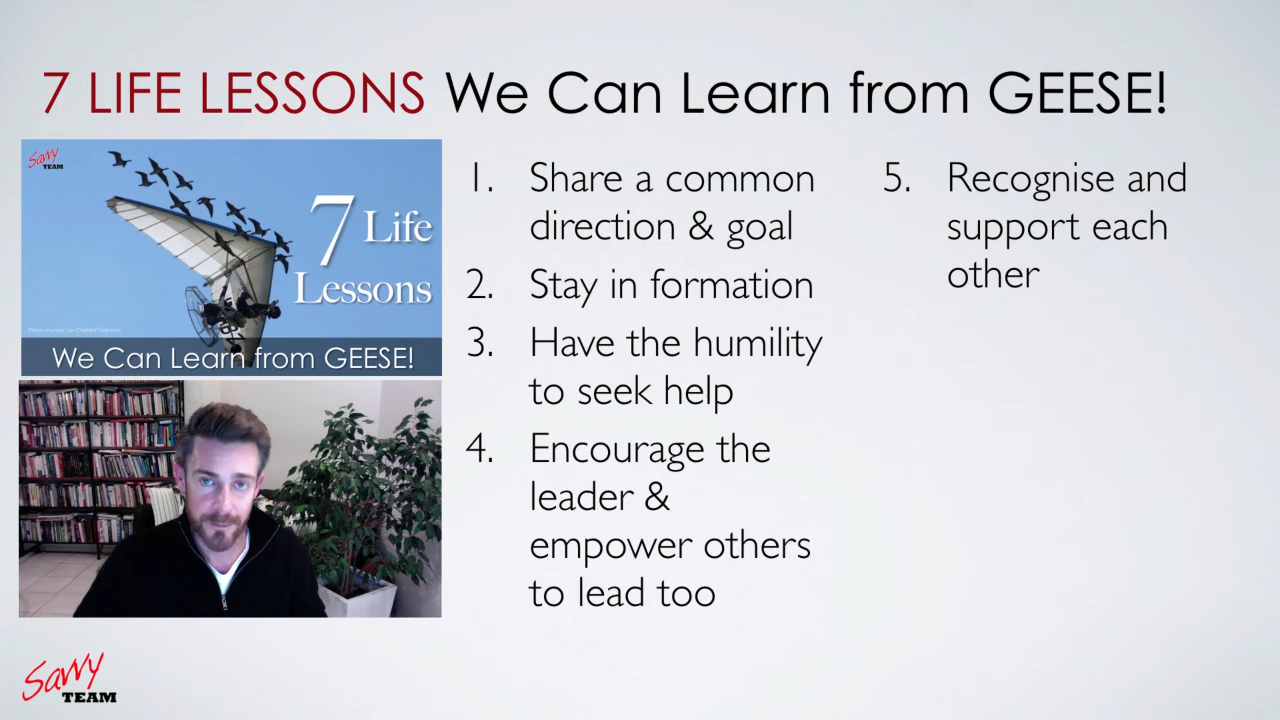 7 LIFE LESSONS We Can Learn from GEESE!
Savvy
TEAM
7 Life
Lessons
We Can Learn from GEESE!
1. Share a common
direction & goal
2. Stay in formation
3. Have the humility
to seek help
4. Encourage the
leader &
empower others
to lead too
5. Recognise and
support each
other
Savvy
TEAM